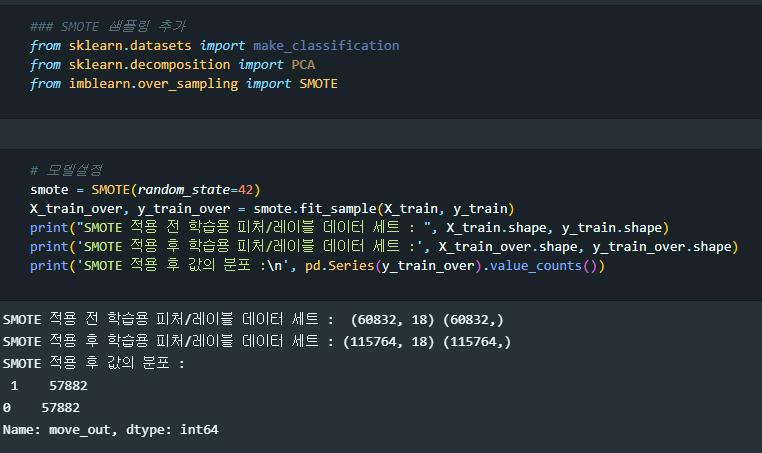 ### SMOTE 샘플링 추가
from sklearn.datasets import make_classification
from sklearn.decomposition import PCA
from imblearn.over_sampling import SMOTE
# 모델설정
smote = SMOTE(random_state=42)
X_train_over, y_train_over = smote.fit_sample(X_train, y_train)
print("SMOTE 적용 전 학습용 피처/레이블 데이터 세트 : ", X_train.shape, y_train.shape)
print('SMOTE 적용 후 학습용 피처/레이블 데이터 세트 :', X_train_over.shape, y_train_over.shape)
print('SMOTE 적용 후 값의 분포 :\n', pd.Series(y_train_over).value_counts())
SMOTE 적용 전 학습용 피처/레이블 데이터 세트 :  (60832, 18) (60832,)
SMOTE 적용 후 학습용 피처/레이블 데이터 세트 : (115764, 18) (115764,)
SMOTE 적용 후 값의 분포 :
 1    57882
0    57882
Name: move_out, dtype: int64